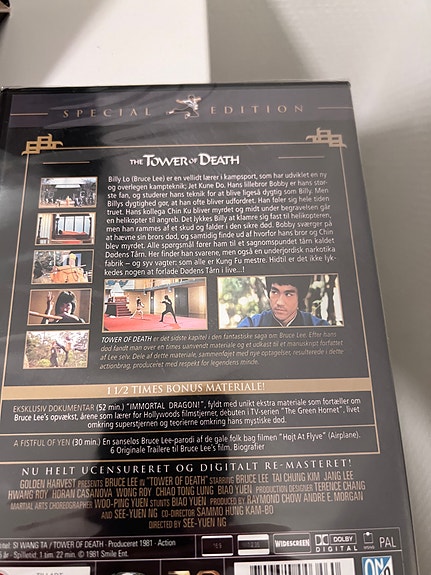 SPECIAL EDITION
THE TOWER OF DEATH
Billy Lo (Bruce Lee) er en vellidt lærer i kampsport, som har udviklet en ny
og overlegen kampteknik; Jet Kune Do. Hans lillebror Bobby er hans stør-
ste fan, og studerer hans teknik for at blive ligeså dygtig som Billy. Men
Billys dygtighed gør, at han ofte bliver udfordret. Han føler sig hele tiden
truet. Hans kollega Chin Ku bliver myrdet og midt under begravelsen går
en helikopter til angreb. Det lykkes Billy at klamre sig fast til helikopteren,
men han rammes af et skud og falder i den sikre død. Bobby sværger på
at hævne sin brors død, og samtidig finde ud af hvorfor hans bror og Chin
blev myrdet. Alle spørgsmål fører ham til et sagnomspundet tårn kaldet
Dødens Tårn. Her finder han svarene, men også en underjordisk narkotika
fabrik – og syv vagter; som alle er Kung Fu mestre. Hidtil er det ikke lyk-
kedes nogen at forlade Dødens Tårn i live...!
TOWER OF DEATH er det sidste kapitel i den fantastiske saga om Bruce Lee. Efter hans
død fandt man over en times uanvendt materiale og et udkast til et manuskript forfattet
af Lee selv. Dele af dette materiale, sammenføjet med nye optagelser, resulterede i dette
actionbrag, produceret med respekt for legendens minde.
1 1/2 TIMES BONUS MATERIALE!
EKSKLUSIV DOKUMENTAR (52 min.) "IMMORTAL DRAGON!", fyldt med unikt ekstra materiale som fortæller om
Bruce Lee's opvækst, årene som lærer for Hollywoods filmstjerner, debuten i TV-serien "The Green Hornet", livet
omkring superstjernen og teorierne omkring hans mystiske død.
A FISTFUL OF YEN (30 min.) En sanseløs Bruce Lee-parodi af de gale folk bag filmen "Højt At Flyve" (Airplane).
6 Originale Trailere til Bruce Lee's film. Biografier
NU HELT UCENSURERET OG DIGITALT RE-MASTERET!
GOLDEN HARVEST PRESENTS BRUCE LEE IN "TOWER OF DEATH" STARRING BRUCE LEE TAI CHUNG KIM JANG LEE
HWANG ROY HORAN CASANOVA WONG ROY CHIAO TONG LUNG BIAO YUEN PRODUCTION DESIGNER TERENCE CHANG
MARTIAL ARTS CHOREOGRAPHER WOO-PING YUEN STUNTS BIAO YUEN PRODUCED BY RAYMOND CHOW ANDRE E. MORGAN
AND SEE-YUEN NG CO-DIRECTOR SAMMO HUNG KAM-BO
DIRECTED BY SEE-YUEN NG
SI WANG TA / TOWER OF DEATH · Produceret 1981 · Action
år · Spilletid: 1 sim. 22 min. © 1981 Smile Ent.
WIDESCREEN
DOLBY
DIGITAL
PAL